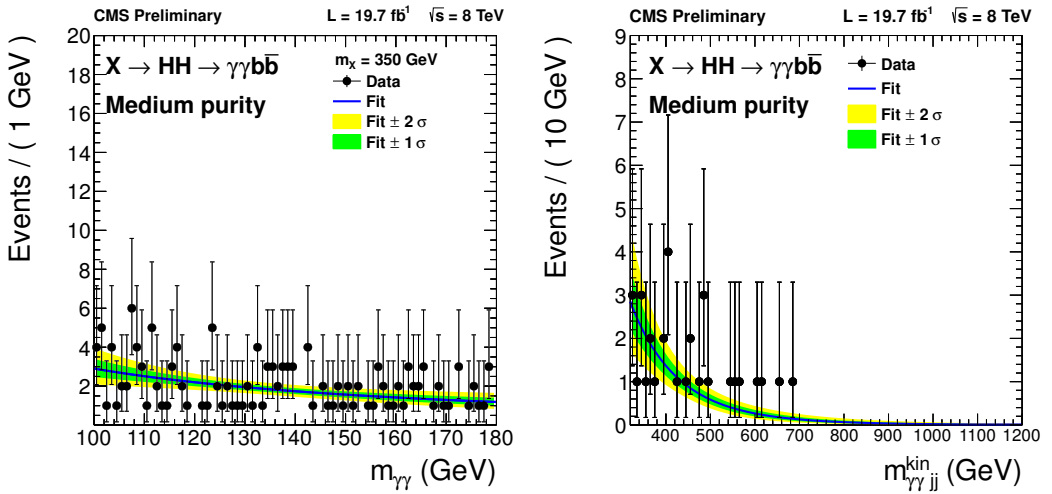 CMS Preliminary L = 19.7 fb⁻¹ √s = 8 TeV
Events / ( 1 GeV )
20
18
16
14
12
10
8
6
4
2
X → HH → γγbb̅
Medium purity
m_X = 350 GeV
Data
Fit
Fit ± 2 σ
Fit ± 1 σ
100 110 120 130 140 150 160 170 180
m_γγ (GeV)
CMS Preliminary L = 19.7 fb⁻¹ √s = 8 TeV
Events / ( 10 GeV )
9
8
7
6
5
4
3
2
1
0
X → HH → γγbb̅
Medium purity
Data
Fit
Fit ± 2 σ
Fit ± 1 σ
400 500 600 700 800 900 1000 1100 1200
m^kin_γγ jj (GeV)